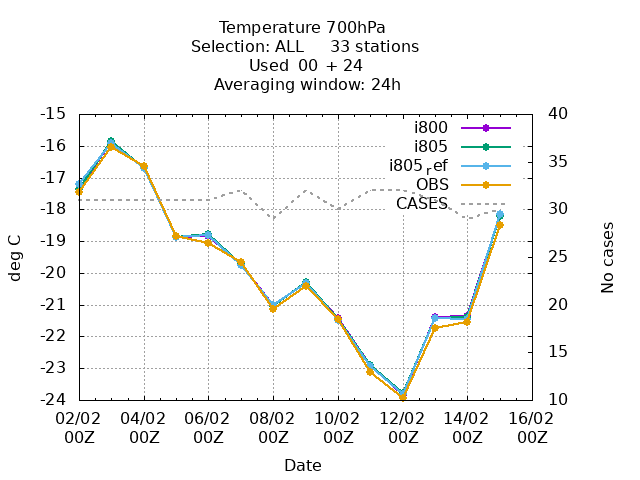 Temperature 700hPa
Selection: ALL 33 stations
Used 00 + 24
Averaging window: 24h
-15
-16
-17
-18
-19
-20
-21
-22
-23
-24
40
35
30
25
20
15
10
i800
i805
i805ref
OBS
CASES
deg C
No cases
02/02 04/02 06/02 08/02 10/02 12/02 14/02 16/02
00Z 00Z 00Z 00Z 00Z 00Z 00Z 00Z
Date